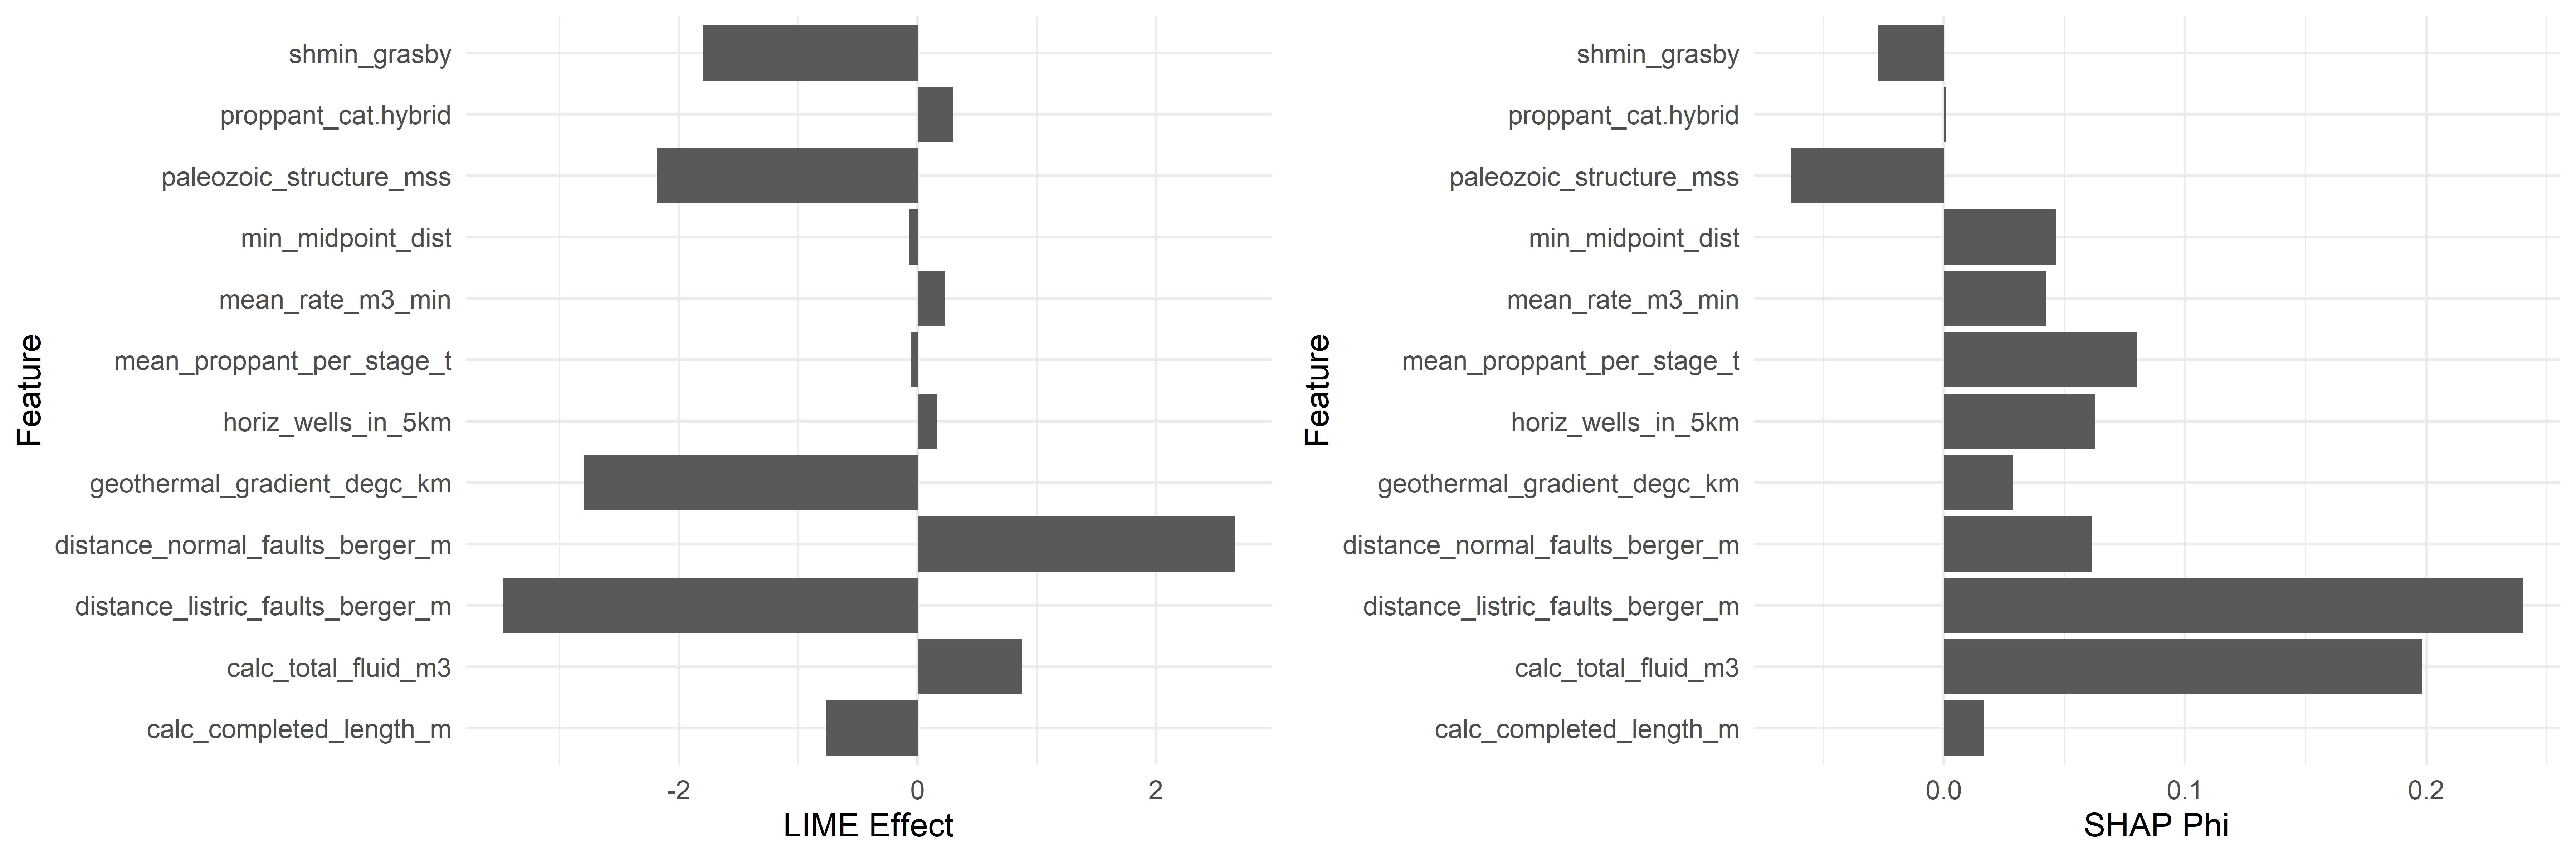 Feature
shmin_grasby
proppant_cat.hybrid
paleozoic_structure_mss
min_midpoint_dist
mean_rate_m3_min
mean_proppant_per_stage_t
horiz_wells_in_5km
geothermal_gradient_degc_km
distance_normal_faults_berger_m
distance_listric_faults_berger_m
calc_total_fluid_m3
calc_completed_length_m
-2 0 2
LIME Effect
Feature
shmin_grasby
proppant_cat.hybrid
paleozoic_structure_mss
min_midpoint_dist
mean_rate_m3_min
mean_proppant_per_stage_t
horiz_wells_in_5km
geothermal_gradient_degc_km
distance_normal_faults_berger_m
distance_listric_faults_berger_m
calc_total_fluid_m3
calc_completed_length_m
0.0 0.1 0.2
SHAP Phi